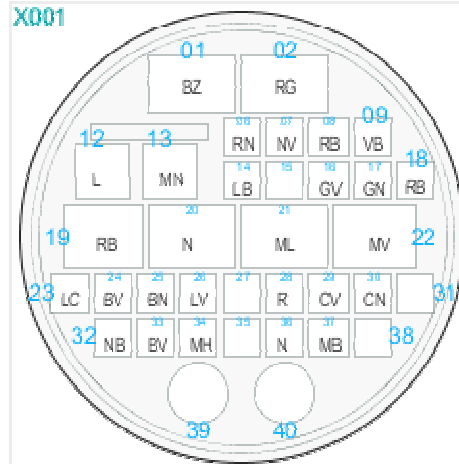 X001
01 02
BZ RG
06 07 08 09
RN NV RB VB
12 13
L MN
14 15 16 17 18
LB GV GN RB
19 20 21 22
RB N ML MV
23 24 25 26 27 28 29 30 31
LC BV BN LV R CV CN
32 33 34 35 36 37 38
NB BV MH N MB
39 40